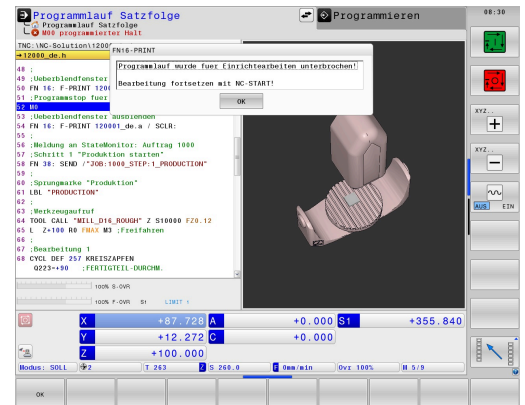 Programmlauf Satzfolge
Programmlauf Satzfolge
M00 programmierter Halt
Programmieren
08:30
TNC:\NC-Solution\1200
→12000_de.h
FN16-PRINT
Programmlauf wurde fuer Einrichtearbeiten unterbrochen!
Bearbeitung fortsetzen mit NC-START!
OK
48 ;
49 ;Ueberblendfenster
50 FN 16: F-PRINT 1200
51 ;Programmstop fuer
52 M0
53 ;Ueberblendfenster ausblenden
54 FN 16: F-PRINT 120001_de.a / SCLR:
55 ;
56 ;Meldung an StateMonitor: Auftrag 1000
57 ;Schritt 1 "Produktion starten"
58 FN 38: SEND /"JOB:1000_STEP:1_PRODUCTION"
59 ;
60 ;Sprungmarke "Produktion"
61 LBL "PRODUCTION"
62 ;
63 ;Werkzeugaufruf
64 TOOL CALL "MILL_D16_ROUGH" Z S10000 FZ0.12
65 L Z+100 R0 FMAX M3 ;Freifahren
66 ;
67 ;Bearbeitung 1
68 CYCL DEF 257 KREISZAPFEN
Q223=+90 ;FERTIGTEIL-DURCHM.
100% S-OVR
100% F-OVR S1 LIMIT 1
X +87.728 A +0.000 S1 +355.840
Y +12.272 C +0.000
Z +100.000
Modus: SOLL 2 T 263 Z S 260.0 F 0mm/min Ovr 100% M 5/9
XYZ..
+
XYZ..
−
AUS EIN
OK